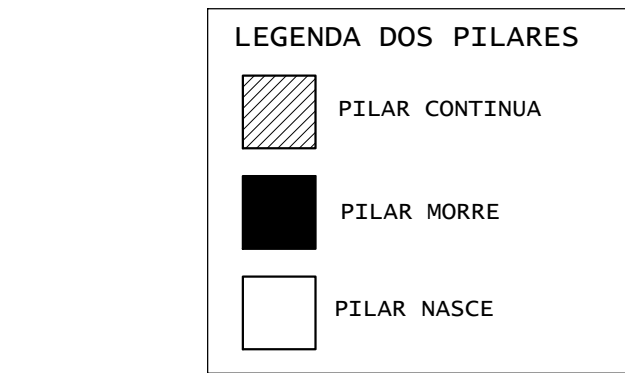 LEGENDA DOS PILARES
PILAR CONTINUA
PILAR MORRE
PILAR NASCE